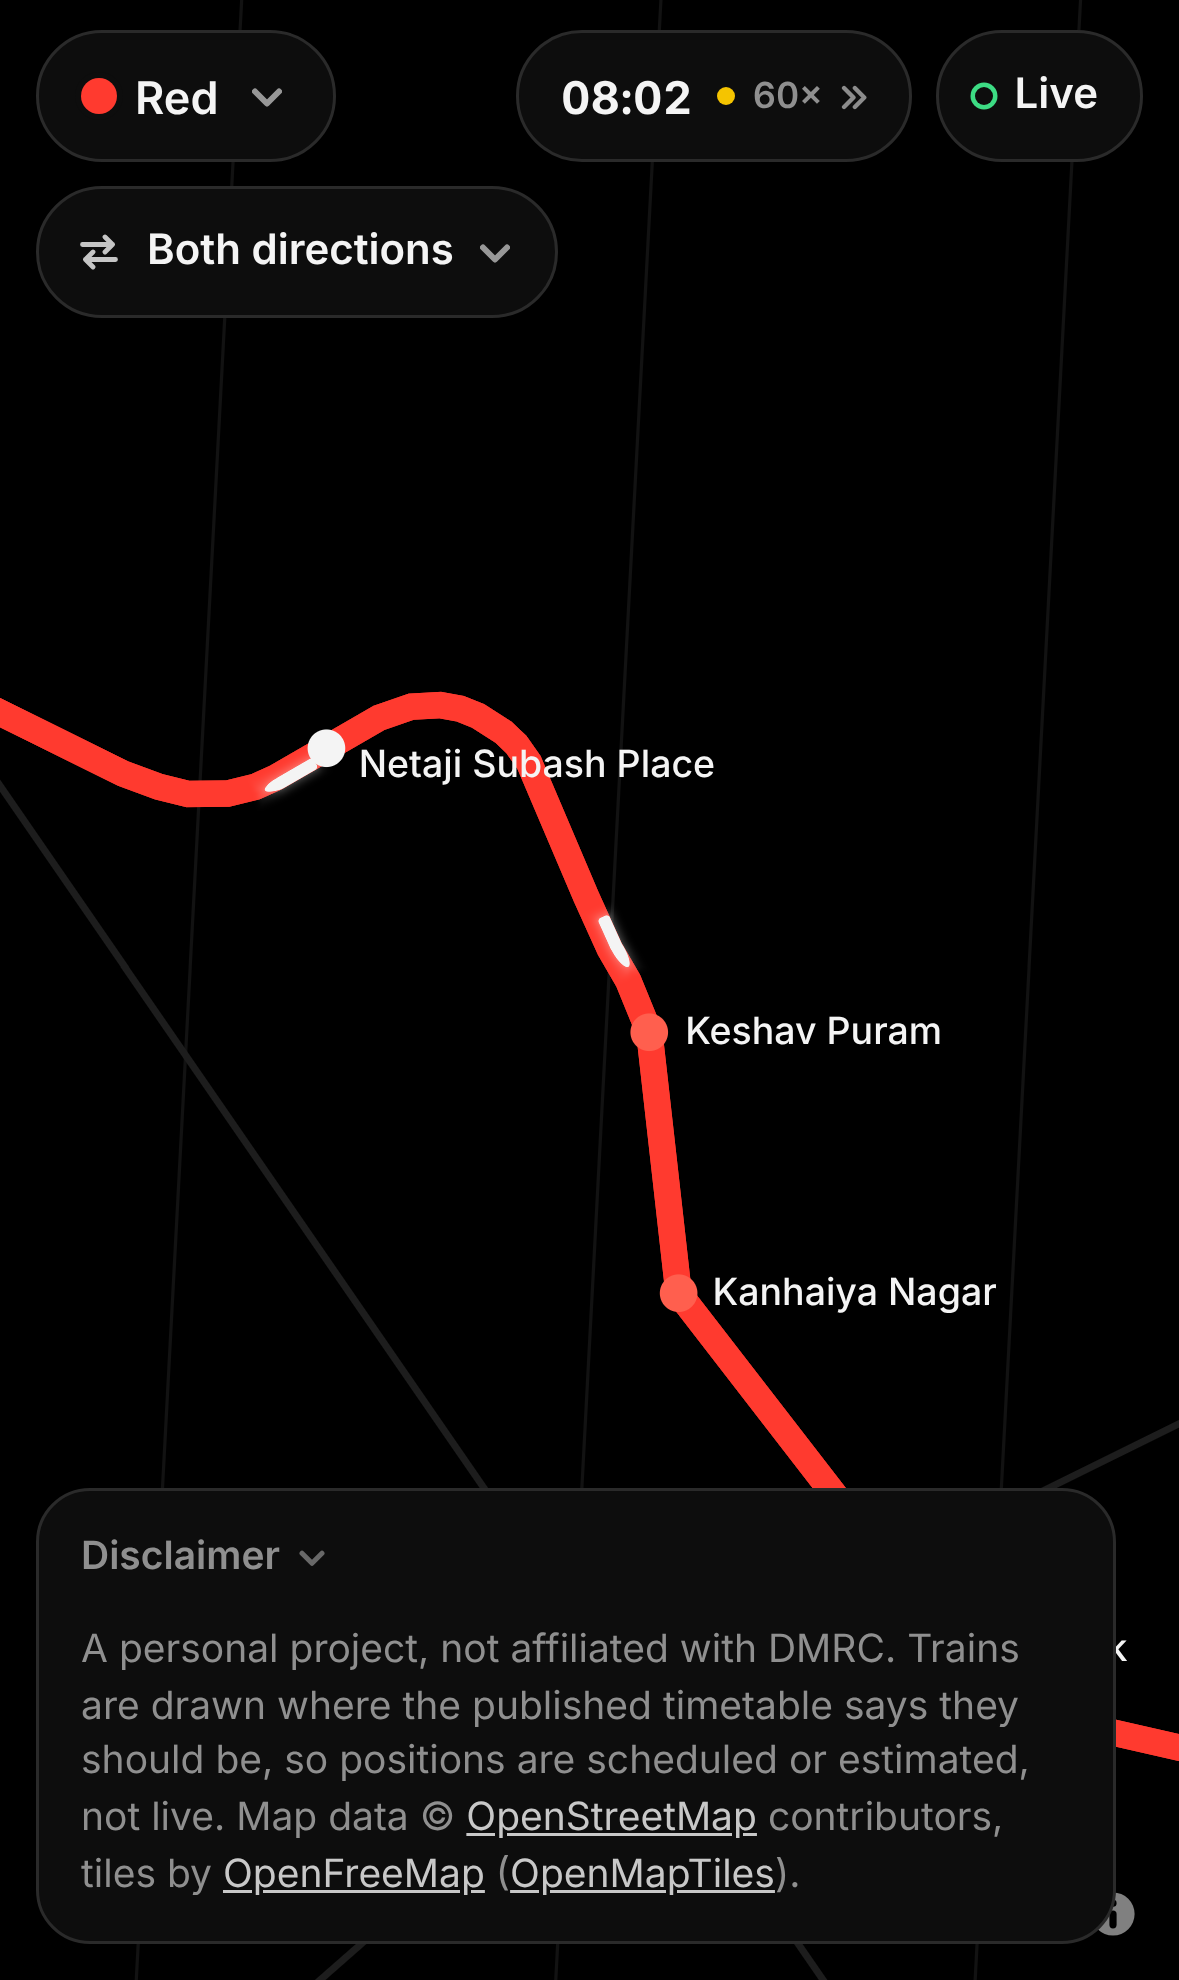 Red
08:02 60× »
Live
Both directions
Netaji Subash Place
Keshav Puram
Kanhaiya Nagar
Disclaimer
A personal project, not affiliated with DMRC. Trains
are drawn where the published timetable says they
should be, so positions are scheduled or estimated,
not live. Map data © OpenStreetMap contributors,
tiles by OpenFreeMap (OpenMapTiles).